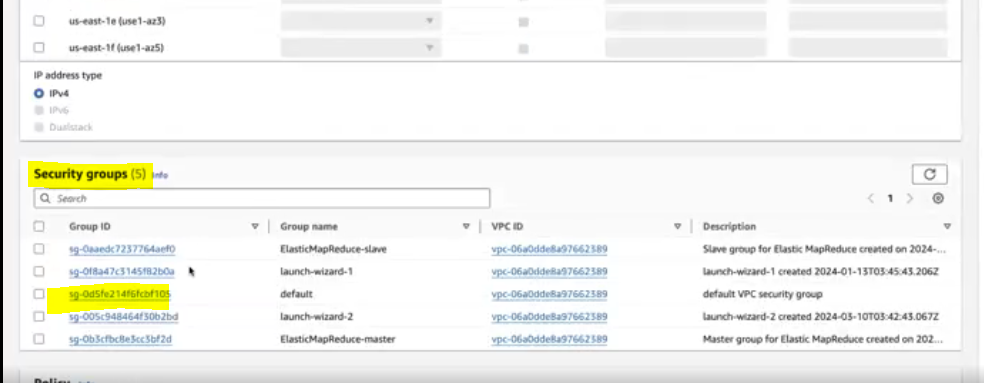 us-east-1e (use1-az3)
us-east-1f (use1-az5)
IP address type
IPv4
IPv6
Dualstack
Security groups (5) Info
Search
1
Group ID Group name VPC ID Description
sg-0aaedc7237764aef0 ElasticMapReduce-slave vpc-06a0dde8a97662389 Slave group for Elastic MapReduce created on 2024-...
sg-0f8a47c3145f82b0a launch-wizard-1 vpc-06a0dde8a97662389 launch-wizard-1 created 2024-01-13T03:45:43.206Z
sg-0d5fe214f6fcbf105 default vpc-06a0dde8a97662389 default VPC security group
sg-005c948464f30b2bd launch-wizard-2 vpc-06a0dde8a97662389 launch-wizard-2 created 2024-03-10T03:42:43.067Z
sg-0b3cfbc8e3cc3bf2d ElasticMapReduce-master vpc-06a0dde8a97662389 Master group for Elastic MapReduce created on 202...
Policy